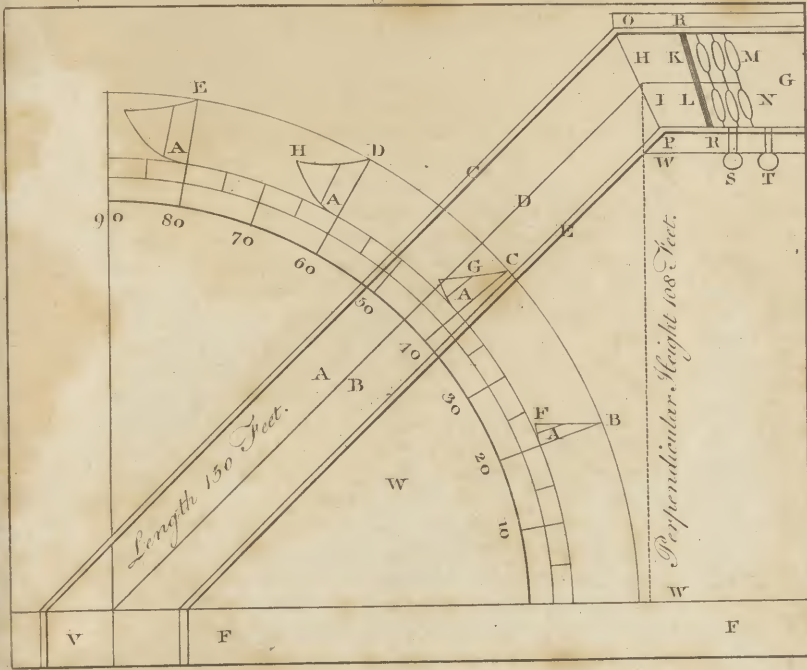 O R
H K M
G
I L N
P R
W
S T
E
A
H D
A
C
D
E
90
80
70
60
50
40
30
20
10
G C
A
F B
A
A
B
W
Length 150 Feet.
Perpendicular Height 108 Feet.
W
V F F